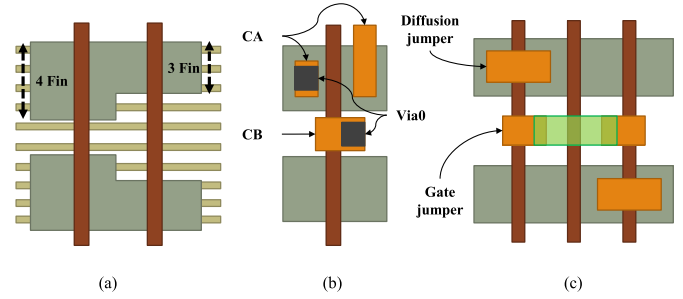 4 Fin
3 Fin
CA
CB
Via0
Diffusion
jumper
Gate
jumper
(a)
(b)
(c)